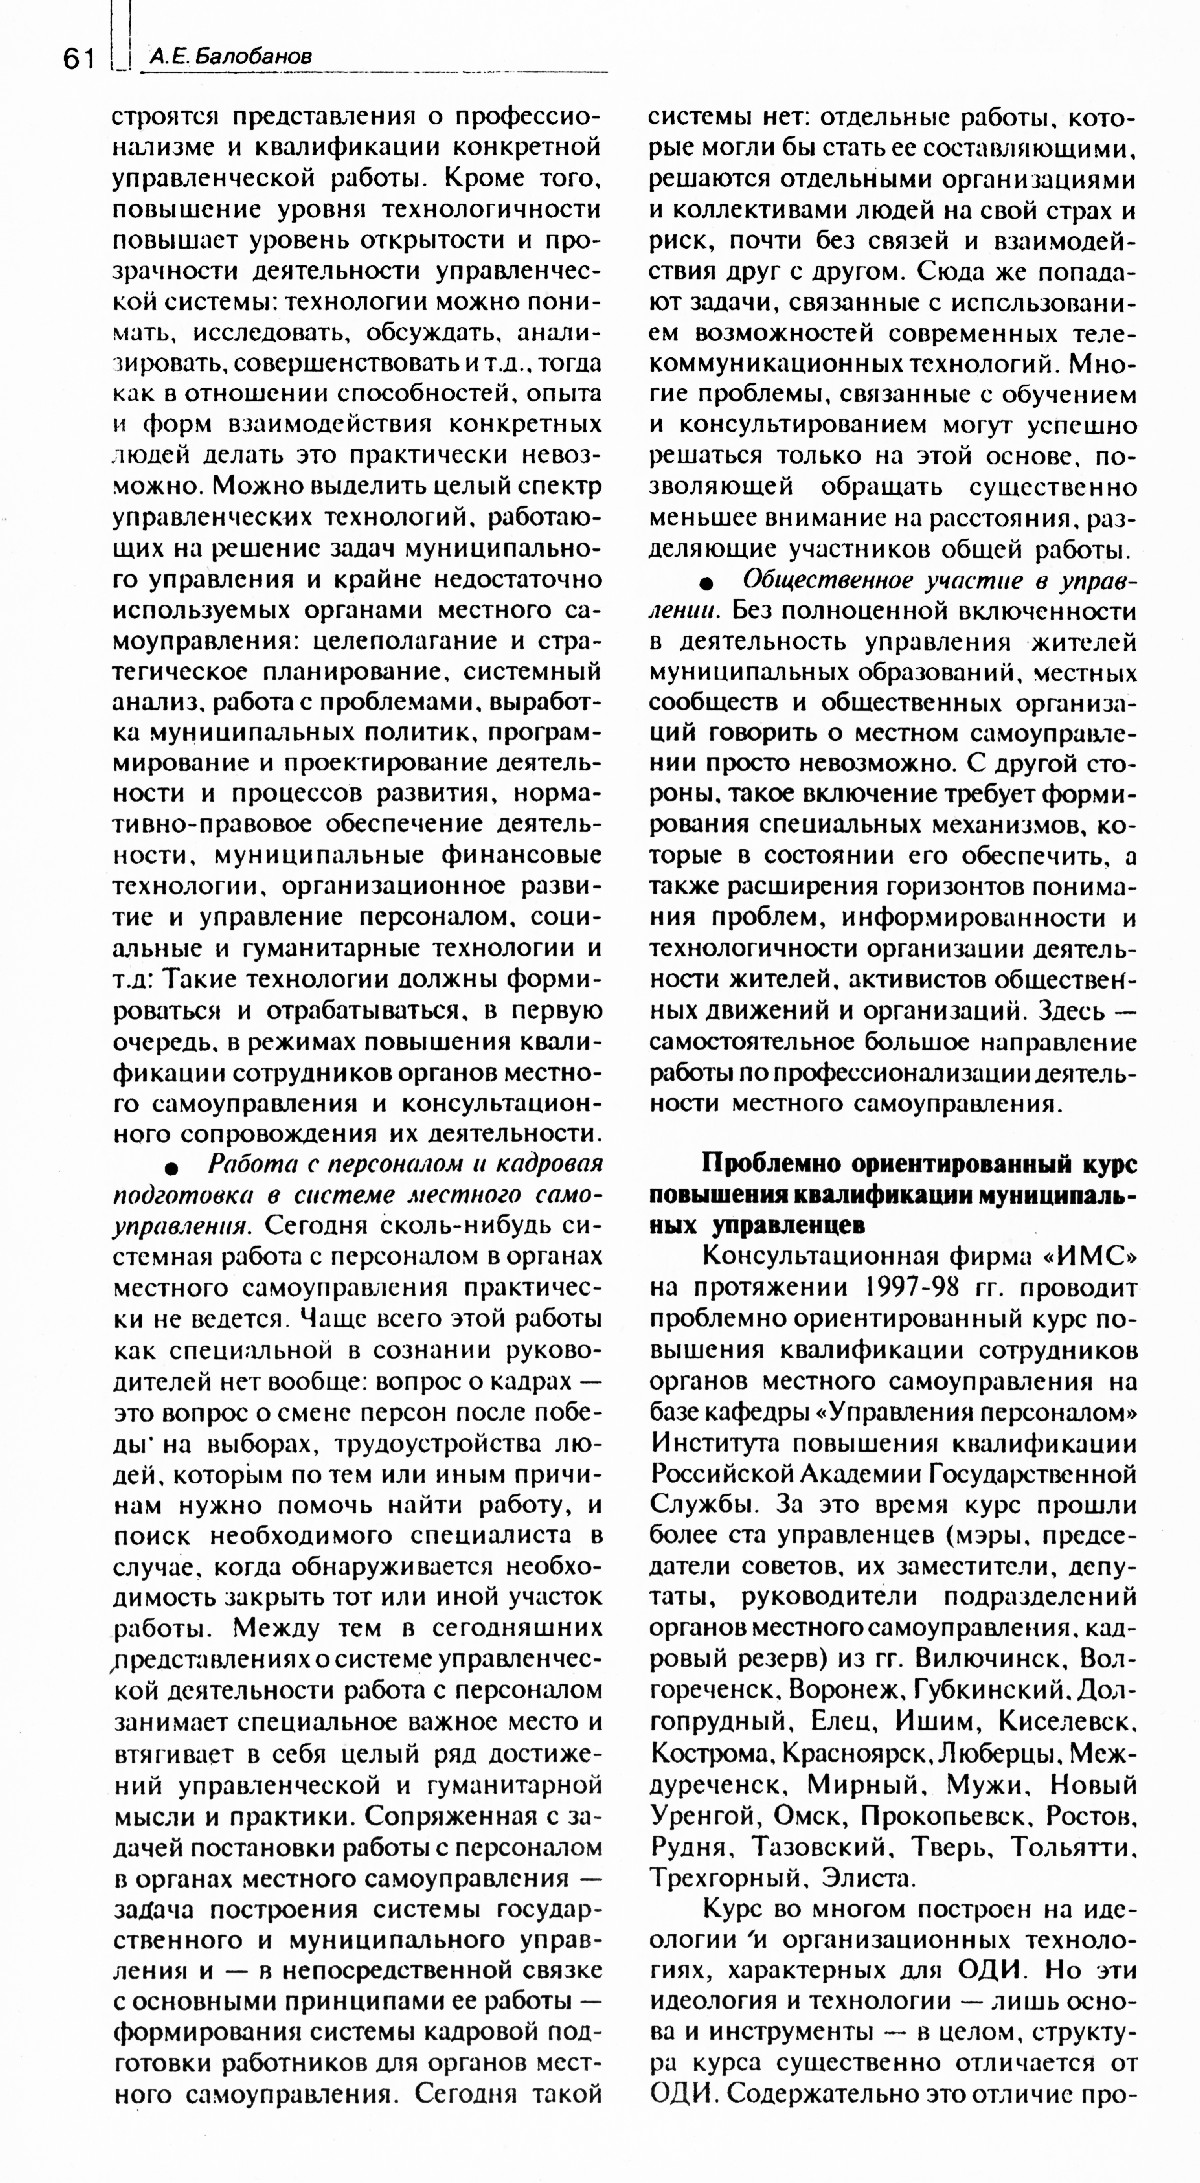 61
А.Е. Балобанов
строятся представления о профессио-
нализме и квалификации конкретной
управленческой работы. Кроме того,
повышение уровня технологичности
повышает уровень открытости и про-
зрачности деятельности управленчес-
кой системы: технологии можно пони-
мать, исследовать, обсуждать, анали-
зировать, совершенствовать и т.д., тогда
как в отношении способностей, опыта
и форм взаимодействия конкретных
людей делать это практически невоз-
можно. Можно выделить целый спектр
управленческих технологий, работаю-
щих на решение задач муниципально-
го управления и крайне недостаточно
используемых органами местного са-
моуправления: целеполагание и стра-
тегическое планирование, системный
анализ, работа с проблемами, выработ-
ка муниципальных политик, програм-
мирование и проектирование деятель-
ности и процессов развития, норма-
тивно-правовое обеспечение деятель-
ности, муниципальные финансовые
технологии, организационное разви-
тие и управление персоналом, соци-
альные и гуманитарные технологии и
т.д: Такие технологии должны форми-
роваться и отрабатываться, в первую
очередь, в режимах повышения квали-
фикации сотрудников органов местно-
го самоуправления и консультацион-
ного сопровождения их деятельности.
• Работа с персоналом и кадровая
подготовка в системе местного само-
управления. Сегодня сколь-нибудь си-
стемная работа с персоналом в органах
местного самоуправления практичес-
ки не ведется. Чаще всего этой работы
как специальной в сознании руково-
дителей нет вообще: вопрос о кадрах —
это вопрос о смене персон после побе-
ды на выборах, трудоустройства лю-
дей, которым по тем или иным причи-
нам нужно помочь найти работу, и
поиск необходимого специалиста в
случае, когда обнаруживается необхо-
димость закрыть тот или иной участок
работы. Между тем в сегодняшних
представлениях о системе управленчес-
кой деятельности работа с персоналом
занимает специальное важное место и
втягивает в себя целый ряд достиже-
ний управленческой и гуманитарной
мысли и практики. Сопряженная с за-
дачей постановки работы с персоналом
в органах местного самоуправления —
задача построения системы государ-
ственного и муниципального управ-
ления и — в непосредственной связке
с основными принципами ее работы —
формирования системы кадровой под-
готовки работников для органов мест-
ного самоуправления. Сегодня такой
системы нет: отдельные работы, кото-
рые могли бы стать ее составляющими,
решаются отдельными организациями
и коллективами людей на свой страх и
риск, почти без связей и взаимодей-
ствия друг с другом. Сюда же попада-
ют задачи, связанные с использовани-
ем возможностей современных теле-
коммуникационных технологий. Мно-
гие проблемы, связанные с обучением
и консультированием могут успешно
решаться только на этой основе, по-
зволяющей обращать существенно
меньшее внимание на расстояния, раз-
деляющие участников общей работы.
• Общественное участие в управ-
лении. Без полноценной включенности
в деятельность управления жителей
муниципальных образований, местных
сообществ и общественных организа-
ций говорить о местном самоуправле-
нии просто невозможно. С другой сто-
роны, такое включение требует форми-
рования специальных механизмов, ко-
торые в состоянии его обеспечить, а
также расширения горизонтов понима-
ния проблем, информированности и
технологичности организации деятель-
ности жителей, активистов обществен-
ных движений и организаций. Здесь —
самостоятельное большое направление
работы по профессионализации деятель-
ности местного самоуправления.
Проблемно ориентированный курс
повышения квалификации муниципаль-
ных управленцев
Консультационная фирма «ИМС»
на протяжении 1997-98 гг. проводит
проблемно ориентированный курс по-
вышения квалификации сотрудников
органов местного самоуправления на
базе кафедры «Управления персоналом»
Института повышения квалификации
Российской Академии Государственной
Службы. За это время курс прошли
более ста управленцев (мэры, предсе-
датели советов, их заместители, депу-
таты, руководители подразделений
органов местного самоуправления, кад-
ровый резерв) из гг. Вилючинск, Вол-
гореченск, Воронеж, Губкинский, Дол-
гопрудный, Елец, Ишим, Киселевск,
Кострома, Красноярск, Люберцы, Меж-
дуреченск, Мирный, Мужи, Новый
Уренгой, Омск, Прокопьевск, Ростов,
Рудня, Тазовский, Тверь, Тольятти,
Трехгорный, Элиста.
Курс во многом построен на иде-
ологии и организационных техноло-
гиях, характерных для ОДИ. Но эти
идеология и технологии — лишь осно-
ва и инструменты — в целом, структу-
ра курса существенно отличается от
ОДИ. Содержательно это отличие про-